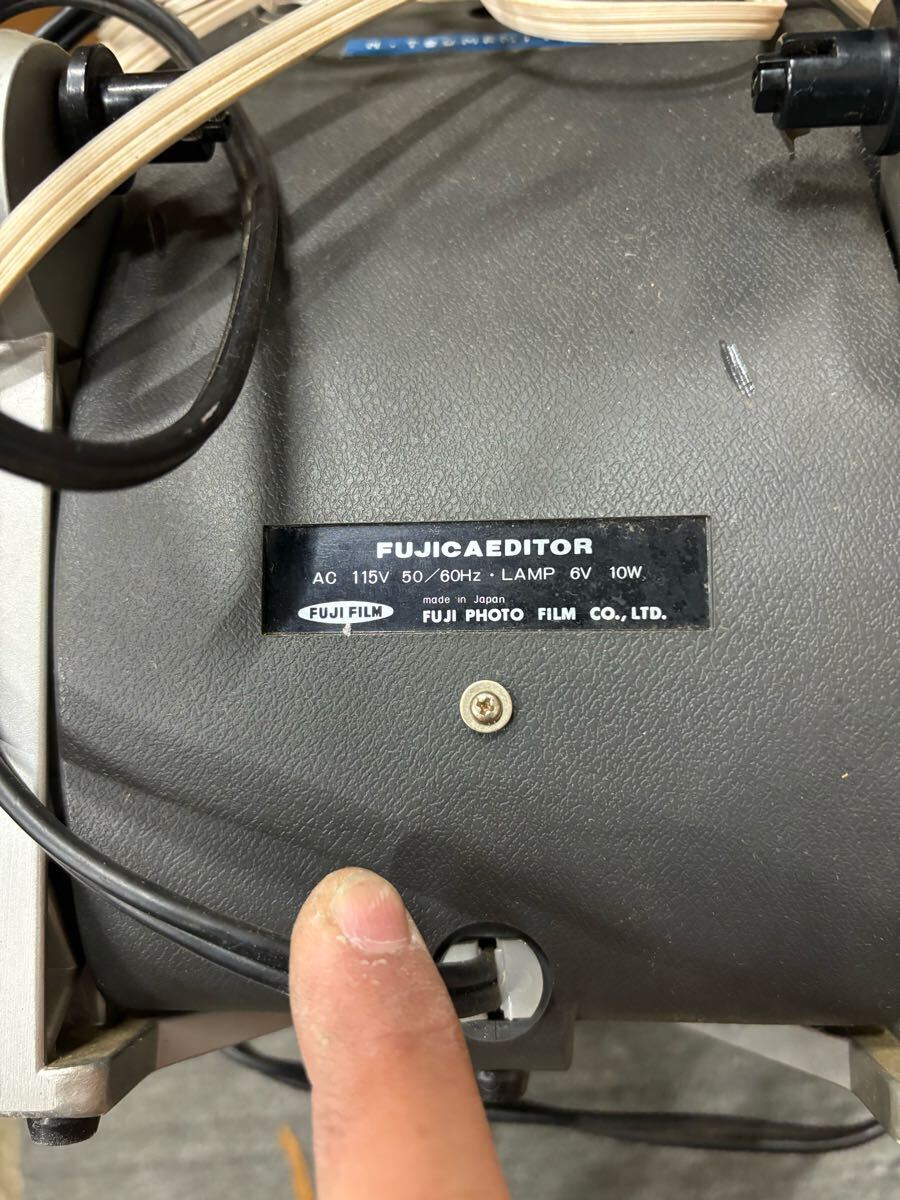 FUJICAEDITOR
AC 115V 50/60Hz・LAMP 6V 10W
FUJI FILM
made in Japan
FUJI PHOTO FILM CO., LTD.